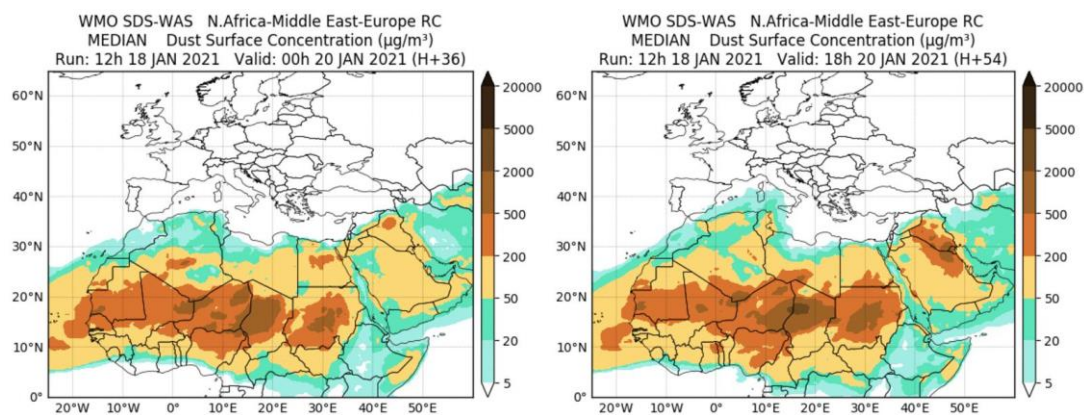 WMO SDS-WAS N.Africa-Middle East-Europe RC
MEDIAN Dust Surface Concentration (µg/m³)
Run: 12h 18 JAN 2021 Valid: 00h 20 JAN 2021 (H+36)
60°N
50°N
40°N
30°N
20°N
10°N
0°
20°W 10°W 0° 10°E 20°E 30°E 40°E 50°E
20000
5000
2000
500
200
50
20
5
WMO SDS-WAS N.Africa-Middle East-Europe RC
MEDIAN Dust Surface Concentration (µg/m³)
Run: 12h 18 JAN 2021 Valid: 18h 20 JAN 2021 (H+54)
60°N
50°N
40°N
30°N
20°N
10°N
0°
20°W 10°W 0° 10°E 20°E 30°E 40°E 50°E
20000
5000
2000
500
200
50
20
5